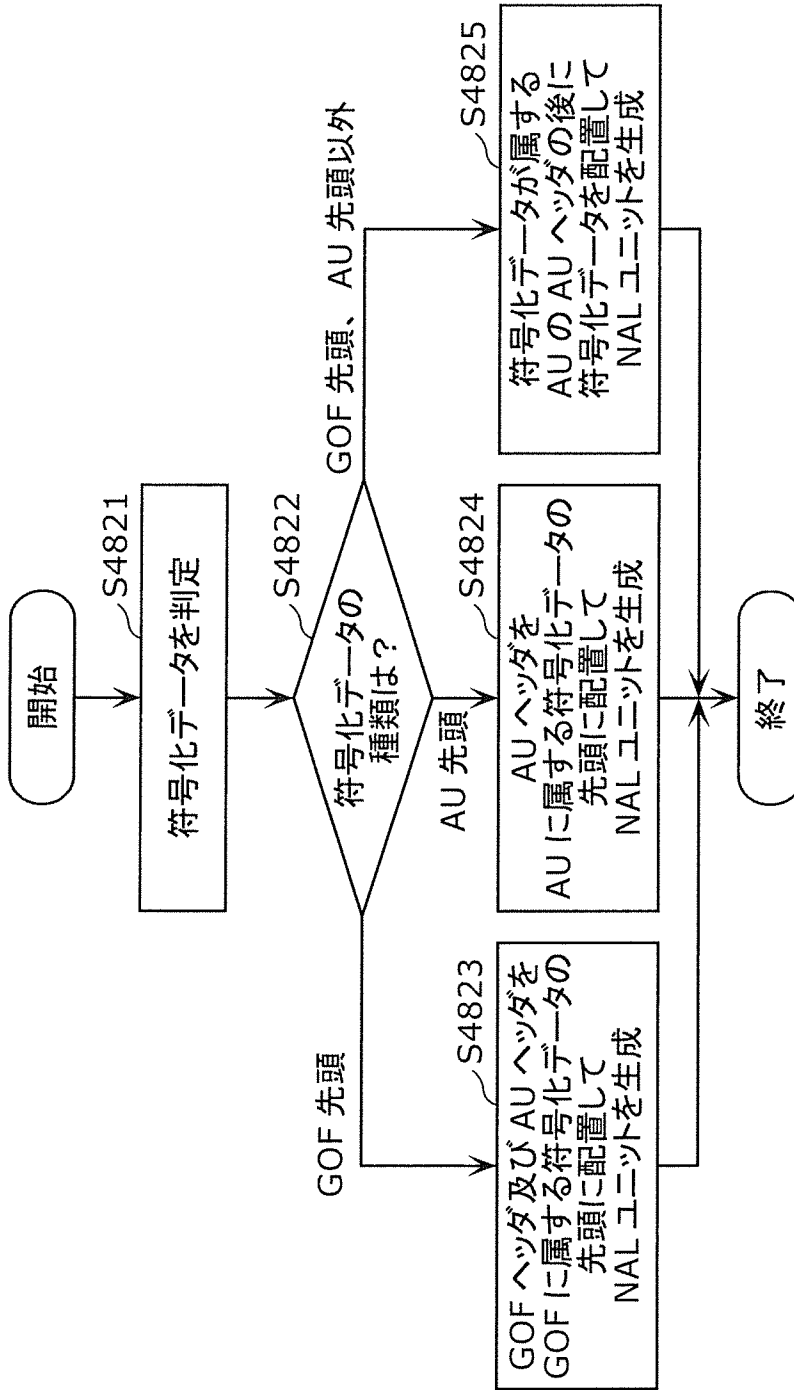 開始
S4821
符号化データを判定
S4822
符号化データの
種類は？
GOF 先頭
AU 先頭
GOF 先頭、AU 先頭以外
S4823
GOF ヘッダ及び AU ヘッダを
GOF に属する符号化データの
先頭に配置して
NAL ユニットを生成
S4824
AU ヘッダを
AU に属する符号化データの
先頭に配置して
NAL ユニットを生成
S4825
符号化データが属する
AU の AU ヘッダの後に
符号化データを配置して
NAL ユニットを生成
終了